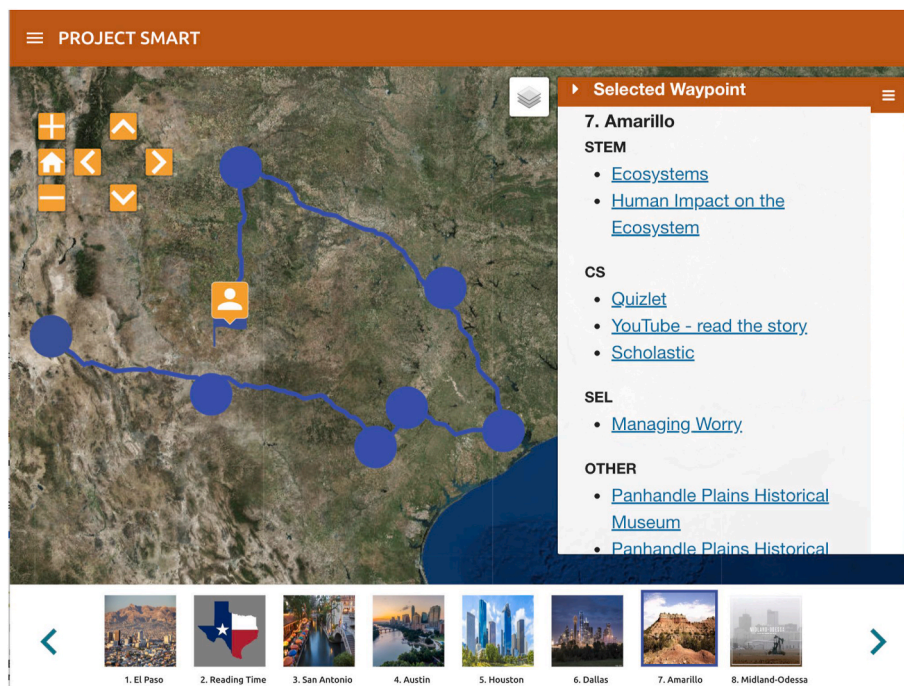 PROJECT SMART
Selected Waypoint
7. Amarillo
STEM
Ecosystems
Human Impact on the
Ecosystem
CS
Quizlet
YouTube - read the story
Scholastic
SEL
Managing Worry
OTHER
Panhandle Plains Historical
Museum
Panhandle Plains Historical
1. El Paso
2. Reading Time
3. San Antonio
4. Austin
5. Houston
6. Dallas
7. Amarillo
8. Midland-Odessa